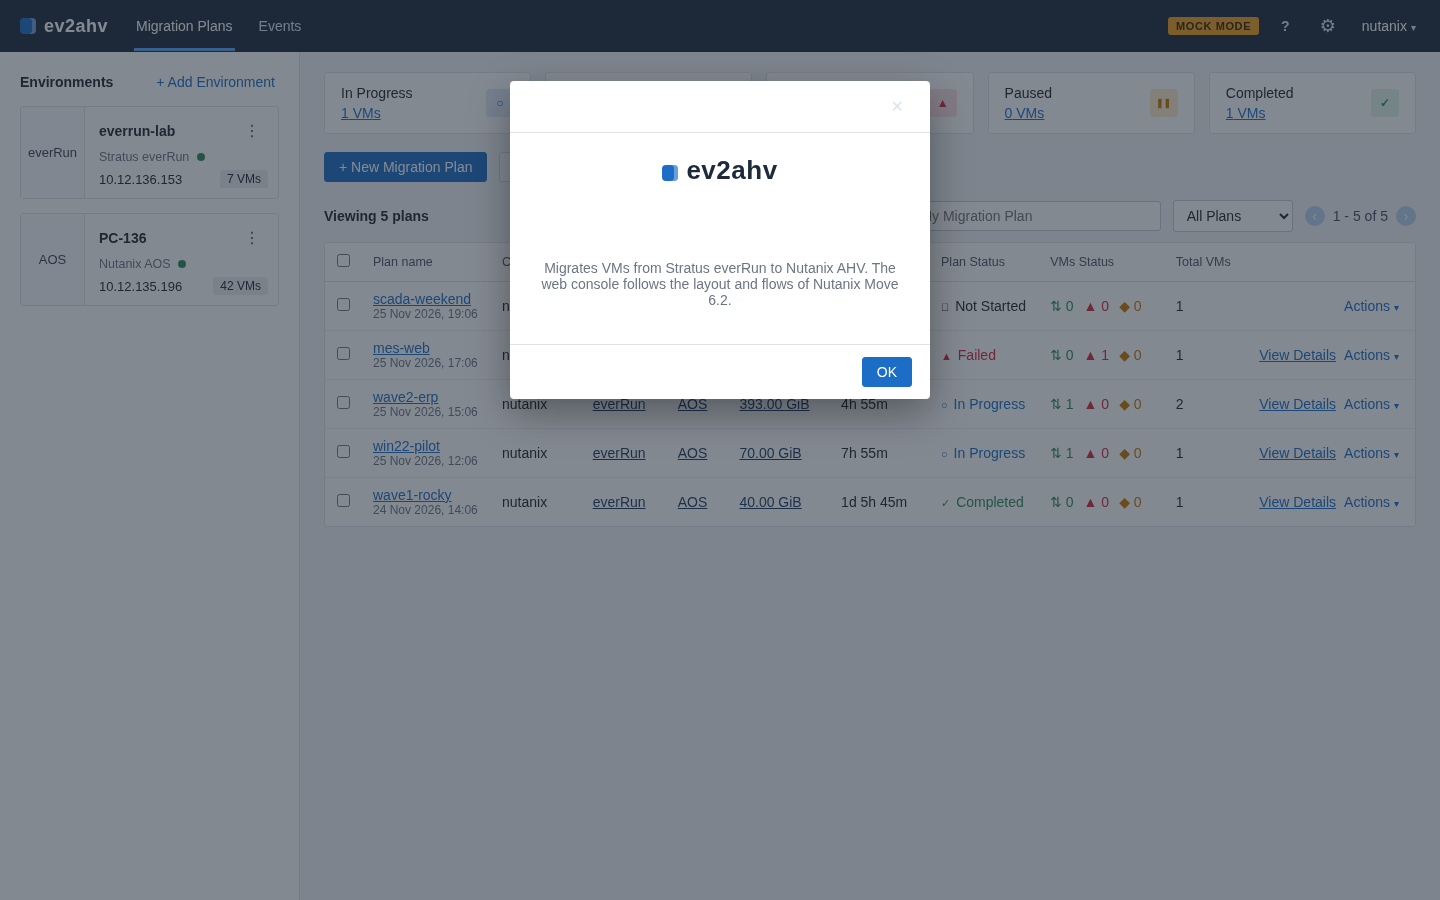 ev2ahv
Migration Plans
Events
MOCK MODE
?
nutanix
Environments
+ Add Environment
everRun
everrun-lab
Stratus everRun
10.12.136.153
7 VMs
AOS
PC-136
Nutanix AOS
10.12.135.196
42 VMs
In Progress
1 VMs
Paused
0 VMs
Completed
1 VMs
+ New Migration Plan
Viewing 5 plans
Migration Plan
All Plans
1 - 5 of 5
Plan name
Plan Status
VMs Status
Total VMs
scada-weekend
25 Nov 2026, 19:06
Not Started
0
0
0
1
Actions
mes-web
25 Nov 2026, 17:06
Failed
0
1
0
1
View Details
Actions
wave2-erp
25 Nov 2026, 15:06
nutanix
everRun
AOS
393.00 GiB
4h 55m
In Progress
1
0
0
2
View Details
Actions
win22-pilot
25 Nov 2026, 12:06
nutanix
everRun
AOS
70.00 GiB
7h 55m
In Progress
1
0
0
1
View Details
Actions
wave1-rocky
24 Nov 2026, 14:06
nutanix
everRun
AOS
40.00 GiB
1d 5h 45m
Completed
0
0
0
1
View Details
Actions
×
ev2ahv
Migrates VMs from Stratus everRun to Nutanix AHV. The
web console follows the layout and flows of Nutanix Move
6.2.
OK